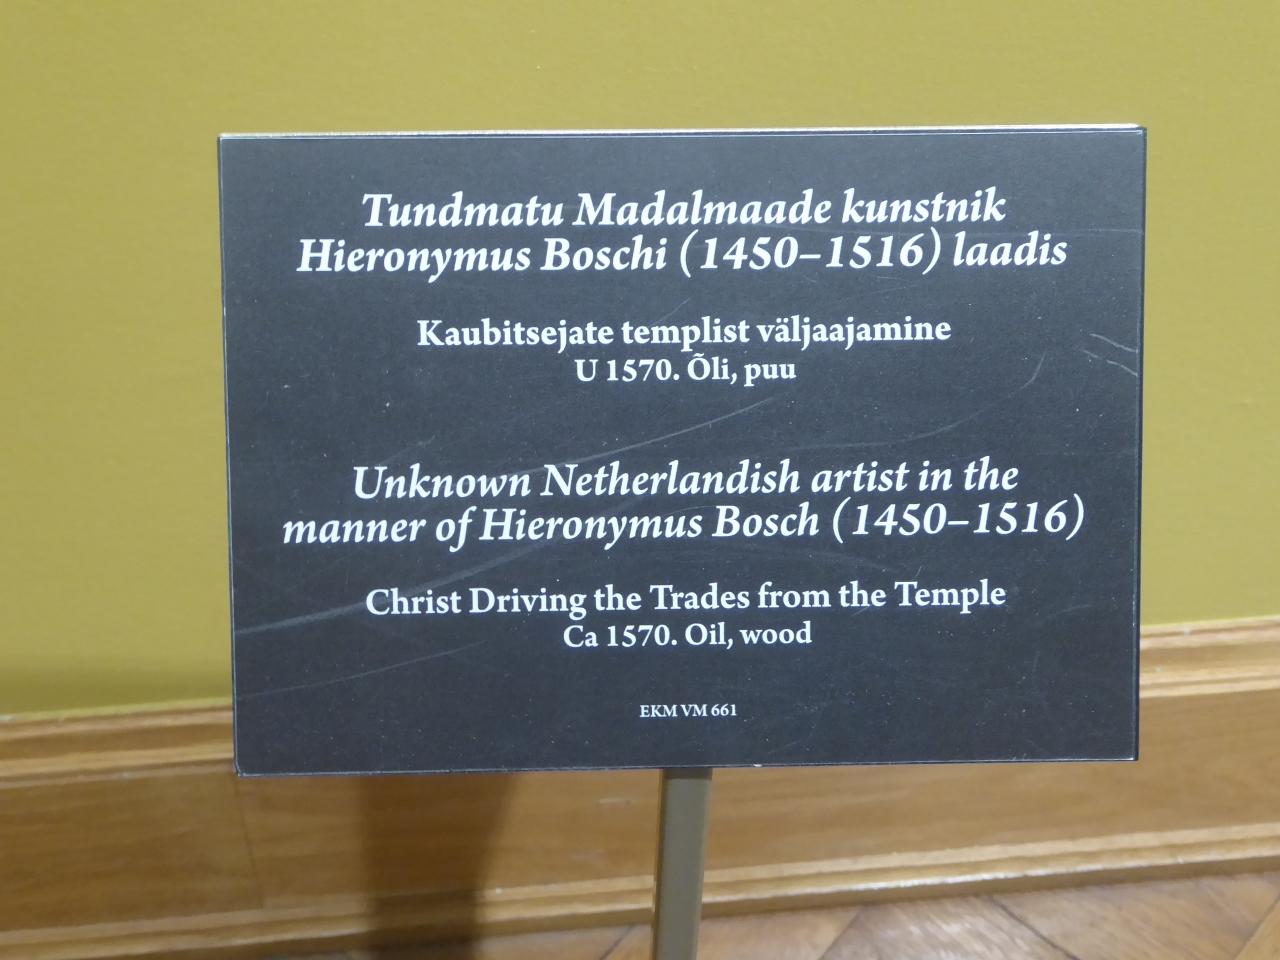 Tundmatu Madalmaade kunstnik
Hieronymus Boschi (1450–1516) laadis
Kaubitsejate templist väljaajamine
U 1570. Õli, puu
Unknown Netherlandish artist in the
manner of Hieronymus Bosch (1450–1516)
Christ Driving the Trades from the Temple
Ca 1570. Oil, wood
EKM VM 661